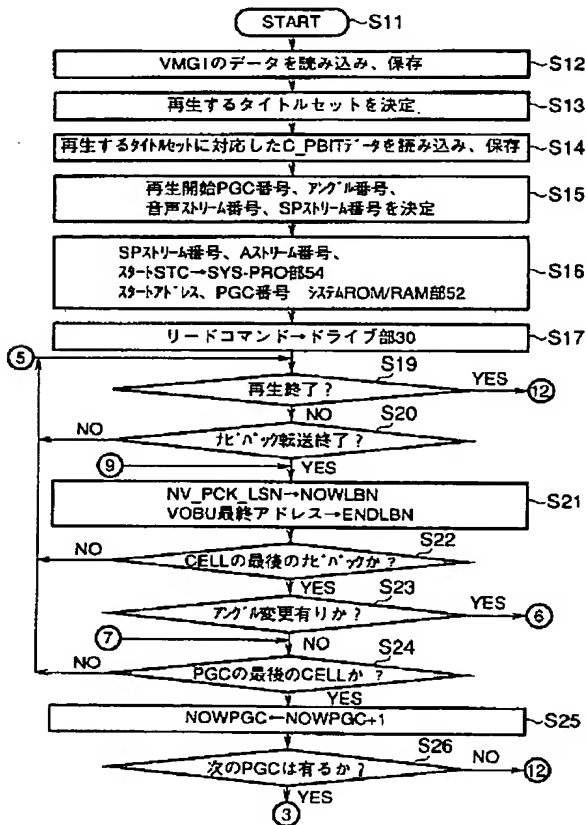 START S11
VMGIのデータを読み込み、保存 S12
再生するタイトルセットを決定 S13
再生するタイトルセットに対応したC_PBITデータを読み込み、保存 S14
再生開始PGC番号、アングル番号、
音声ストリーム番号、SPストリーム番号を決定 S15
SPストリーム番号、Aストリーム番号、
スタートSTC→SYS-PRO部54
スタートアドレス、PGC番号 システムROM/RAM部52 S16
リードコマンド→ドライブ部30 S17
5 S19
再生終了? YES 12
NO S20
NO ナビパック転送終了?
9 YES
NV_PCK_LSN→NOWLBN
VOBU最終アドレス→ENDLBN S21
S22
NO CELLの最後のナビパックか?
YES S23
アングル変更有りか? YES 6
7 NO S24
NO PGCの最後のCELLか?
YES
NOWPGC←NOWPGC+1 S25
S26
次のPGCは有るか? NO 12
YES
3